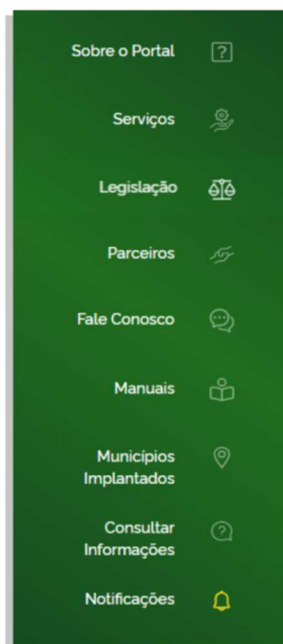 Sobre o Portal
Serviços
Legislação
Parceiros
Fale Conosco
Manuais
Municípios
Implantados
Consultar
Informações
Notificações